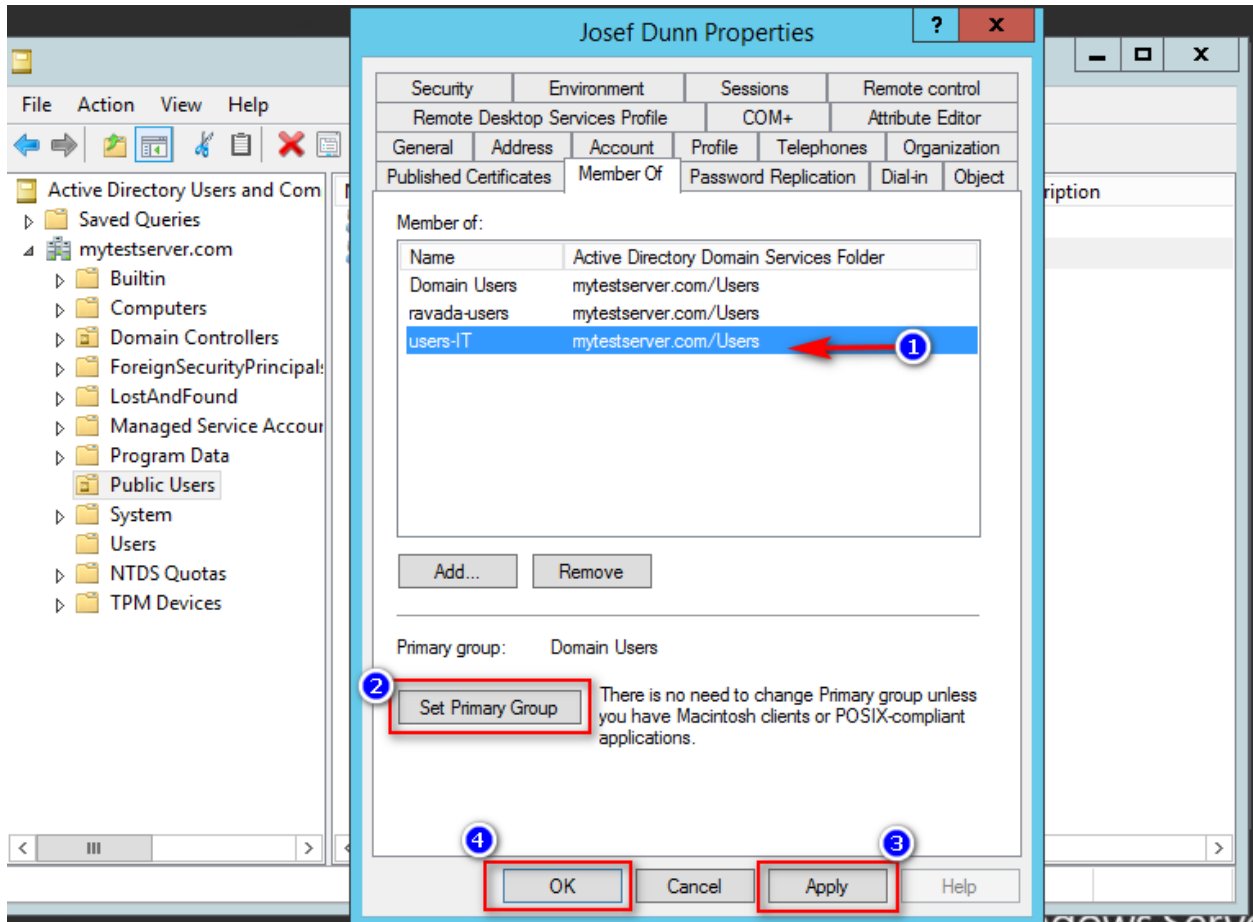 Josef Dunn Properties
?
x
x
File Action View Help
Active Directory Users and Com
Saved Queries
mytestserver.com
Builtin
Computers
Domain Controllers
ForeignSecurityPrincipals
LostAndFound
Managed Service Accour
Program Data
Public Users
System
Users
NTDS Quotas
TPM Devices
ription
Security Environment Sessions Remote control
Remote Desktop Services Profile COM+ Attribute Editor
General Address Account Profile Telephones Organization
Published Certificates Member Of Password Replication Dial-in Object
Member of:
Name Active Directory Domain Services Folder
Domain Users mytestserver.com/Users
ravada-users mytestserver.com/Users
users-IT mytestserver.com/Users
1
Add... Remove
Primary group: Domain Users
2
Set Primary Group
There is no need to change Primary group unless
you have Macintosh clients or POSIX-compliant
applications.
4
3
OK Cancel Apply Help